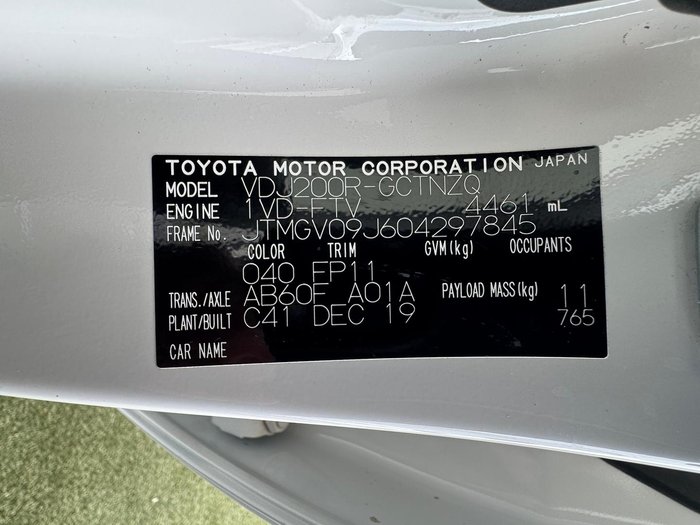 TOYOTA MOTOR CORPORATION JAPAN
MODEL VDJ200R-GCTNZQ
ENGINE 1VD-FTV 4461 mL
FRAME No. JTMGV09J604297845
COLOR TRIM GVM(kg) OCCUPANTS
040 FP11
TRANS./AXLE AB60F A01A PAYLOAD MASS(kg) 11
PLANT/BUILT C41 DEC 19 765
CAR NAME